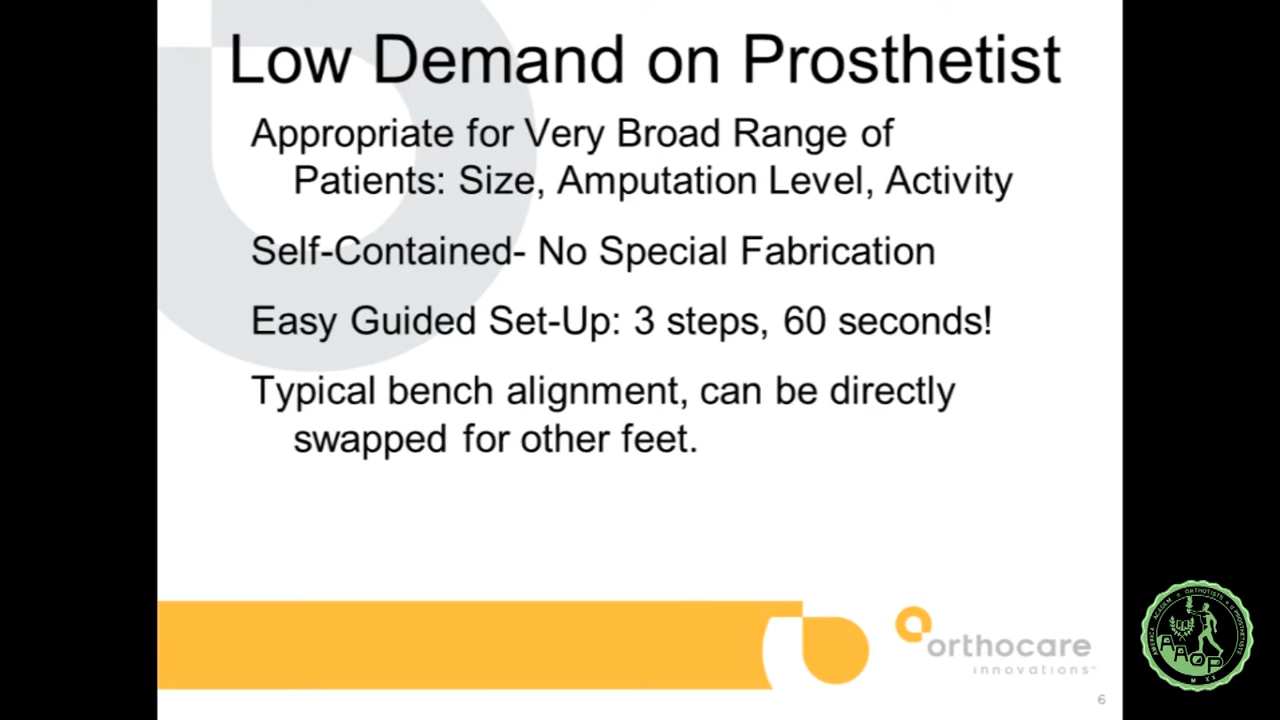 Low Demand on Prosthetist
Appropriate for Very Broad Range of
Patients: Size, Amputation Level, Activity
Self-Contained- No Special Fabrication
Easy Guided Set-Up: 3 steps, 60 seconds!
Typical bench alignment, can be directly
swapped for other feet.
orthocare
innovations™
6
AAOP